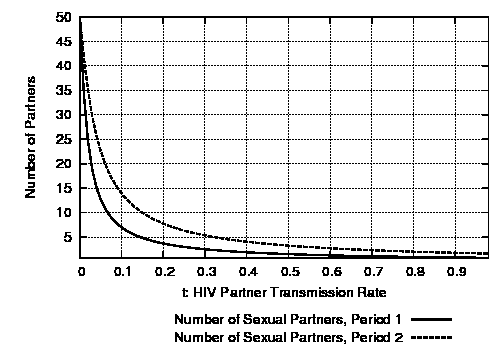 50
45
40
35
30
25
20
15
10
5
Number of Partners
0 0.1 0.2 0.3 0.4 0.5 0.6 0.7 0.8 0.9
t: HIV Partner Transmission Rate
Number of Sexual Partners, Period 1
Number of Sexual Partners, Period 2